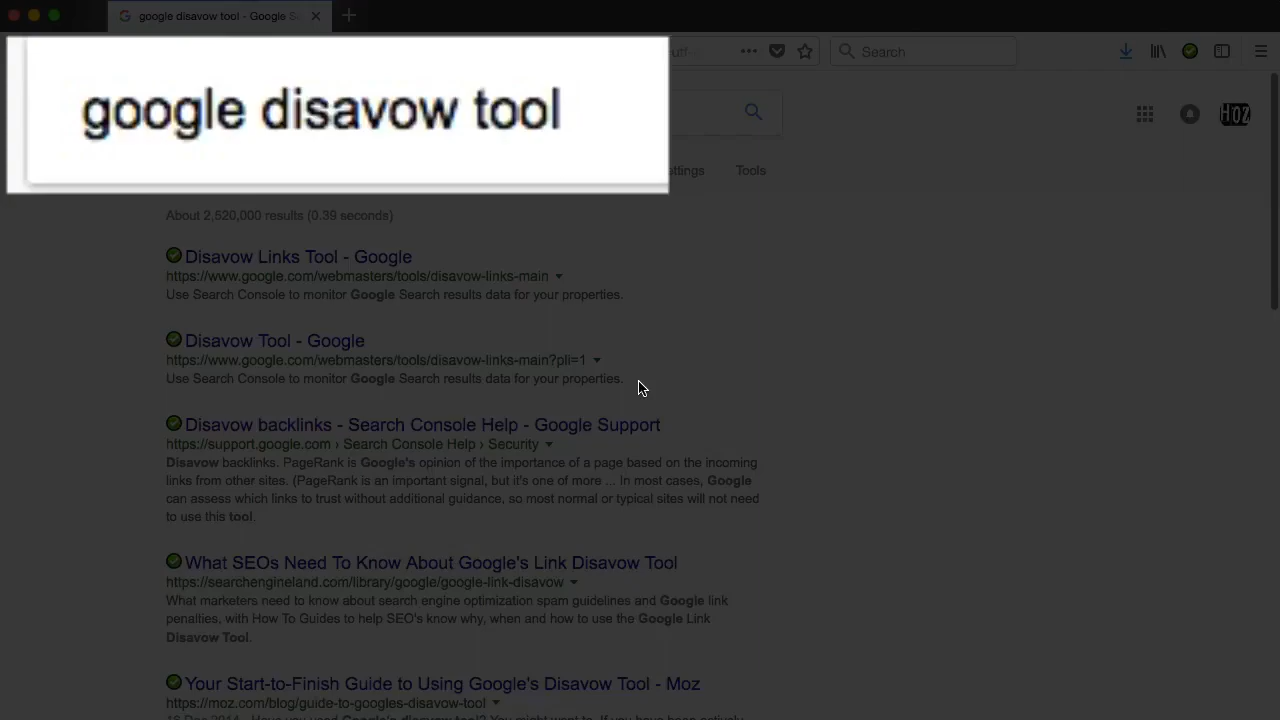 google disavow tool - Google S
Search
google disavow tool
ttings
Tools
About 2,520,000 results (0.39 seconds)
Disavow Links Tool - Google
https://www.google.com/webmasters/tools/disavow-links-main
Use Search Console to monitor Google Search results data for your properties.
Disavow Tool - Google
https://www.google.com/webmasters/tools/disavow-links-main?pli=1
Use Search Console to monitor Google Search results data for your properties.
Disavow backlinks - Search Console Help - Google Support
https://support.google.com › Search Console Help › Security
Disavow backlinks. PageRank is Google's opinion of the importance of a page based on the incoming
links from other sites. (PageRank is an important signal, but it's one of more ... In most cases, Google
can assess which links to trust without additional guidance, so most normal or typical sites will not need
to use this tool.
What SEOs Need To Know About Google's Link Disavow Tool
https://searchengineland.com/library/google/google-link-disavow
What marketers need to know about search engine optimization spam guidelines and Google link
penalties, with How To Guides to help SEO's know why, when and how to use the Google Link
Disavow Tool.
Your Start-to-Finish Guide to Using Google's Disavow Tool - Moz
https://moz.com/blog/guide-to-googles-disavow-tool